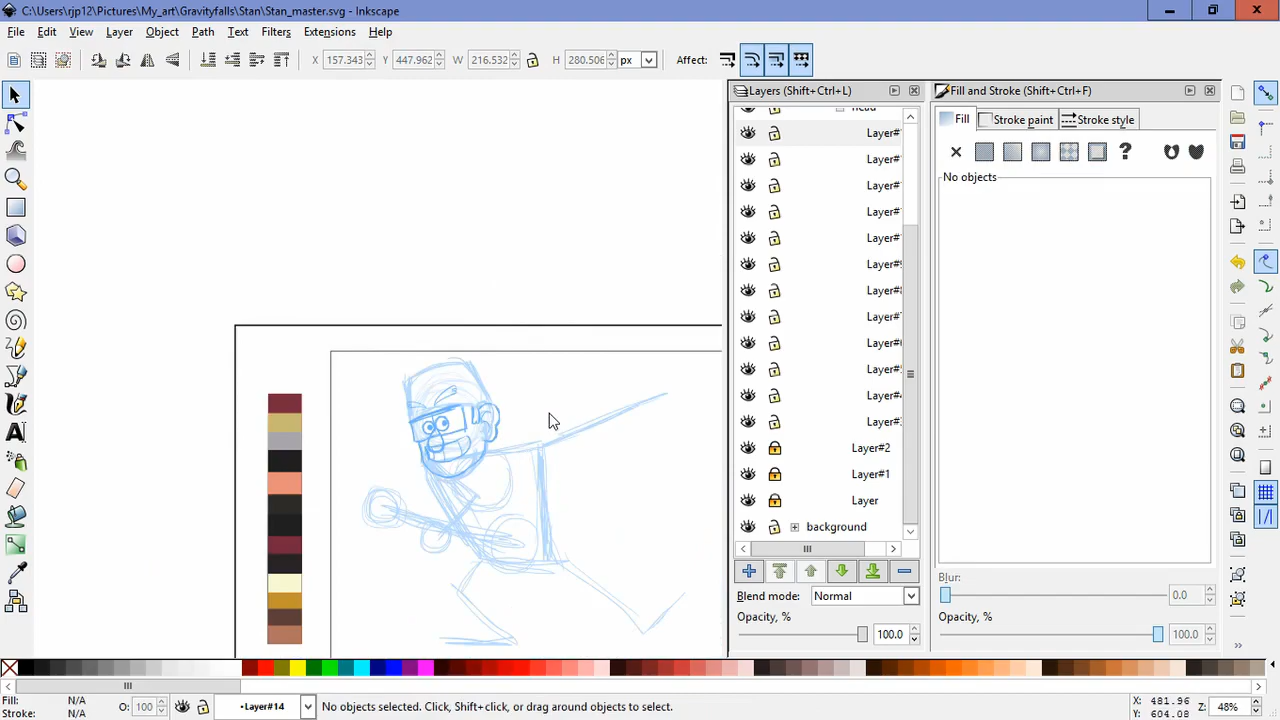 C:\Users\rjp12\Pictures\My_art\Gravityfalls\Stan\Stan_master.svg - Inkscape
File Edit View Layer Object Path Text Filters Extensions Help
X 157.343 Y 447.962 W 216.532 H 280.506 px Affect:
Layers (Shift+Ctrl+L)
Fill and Stroke (Shift+Ctrl+F)
head
Fill Stroke paint Stroke style
Layer#
Layer#
Layer#
Layer#
Layer#
Layer#
Layer#
Layer#
Layer#
Layer#
Layer#4
Layer#
Layer#2
Layer#1
Layer
background
No objects
Blend mode: Normal
Opacity, % 100.0
Blur: 0.0
Opacity, % 100.0
Fill: N/A
Stroke: N/A
O: 100
Layer#14
No objects selected. Click, Shift+click, or drag around objects to select.
X: 481.96
Y: 604.08
Z: 48%